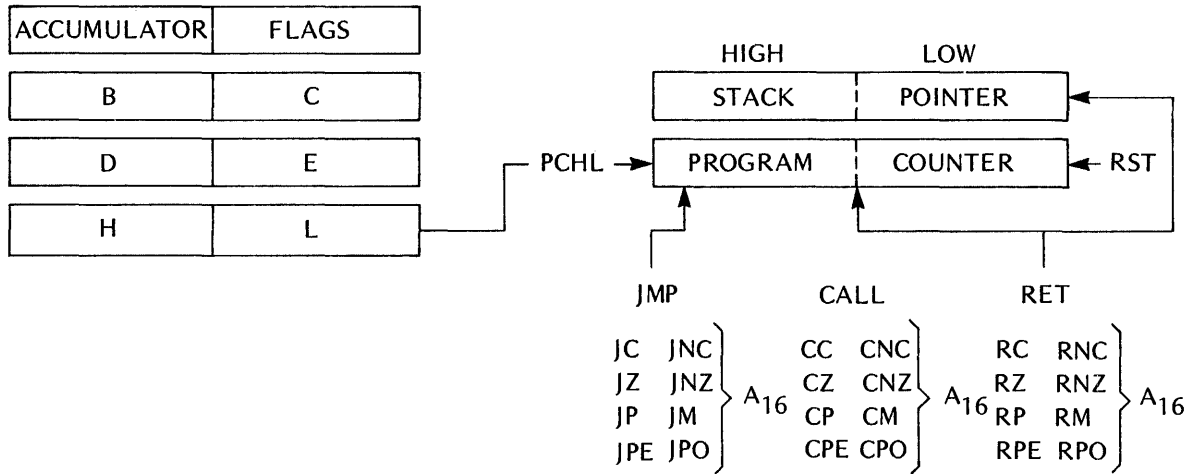 ACCUMULATOR FLAGS
HIGH LOW
B C STACK POINTER
D E PCHL PROGRAM COUNTER RST
H L
JMP CALL RET
JC JNC CC CNC RC RNC
JZ JNZ A16 CZ CNZ A16 RZ RNZ A16
JP JM CP CM RP RM
JPE JPO CPE CPO RPE RPO